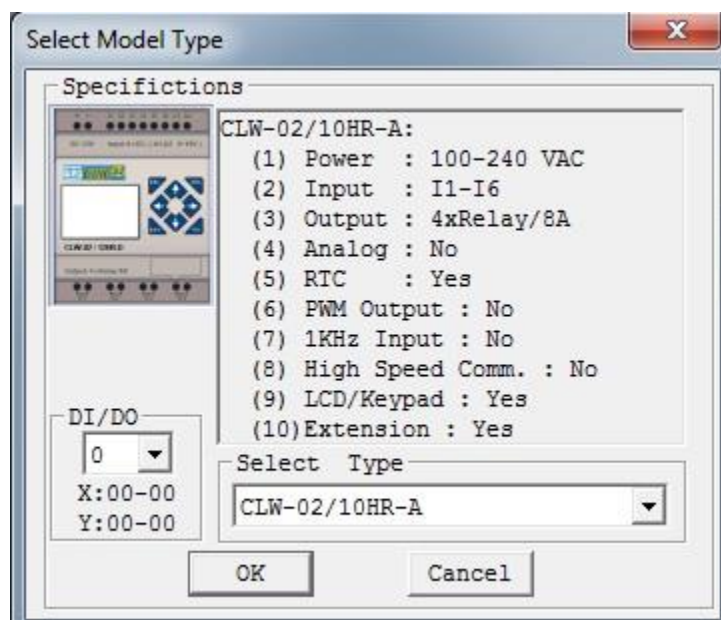 Select Model Type
Specifictions
CLW-02/10HR-A:
(1) Power : 100-240 VAC
(2) Input : I1-I6
(3) Output : 4xRelay/8A
(4) Analog : No
(5) RTC : Yes
(6) PWM Output : No
(7) 1KHz Input : No
(8) High Speed Comm. : No
(9) LCD/Keypad : Yes
(10)Extension : Yes
DI/DO
0
X:00-00
Y:00-00
Select Type
CLW-02/10HR-A
OK
Cancel